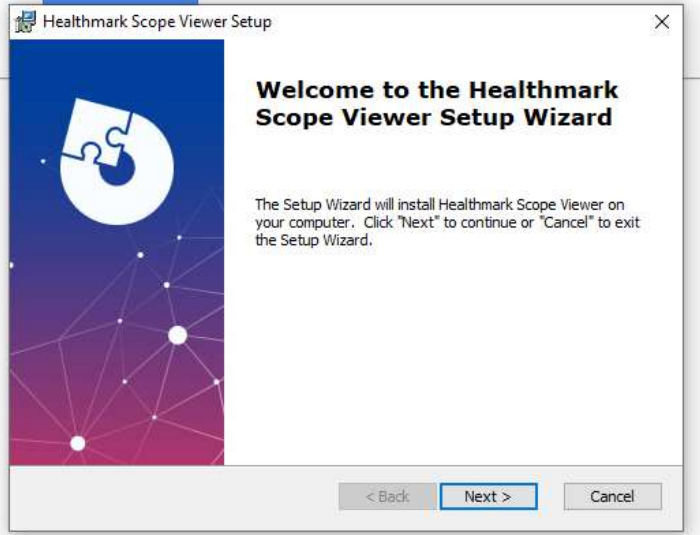 Healthmark Scope Viewer Setup
Welcome to the Healthmark
Scope Viewer Setup Wizard
The Setup Wizard will install Healthmark Scope Viewer on
your computer. Click "Next" to continue or "Cancel" to exit
the Setup Wizard.
< Back
Next >
Cancel